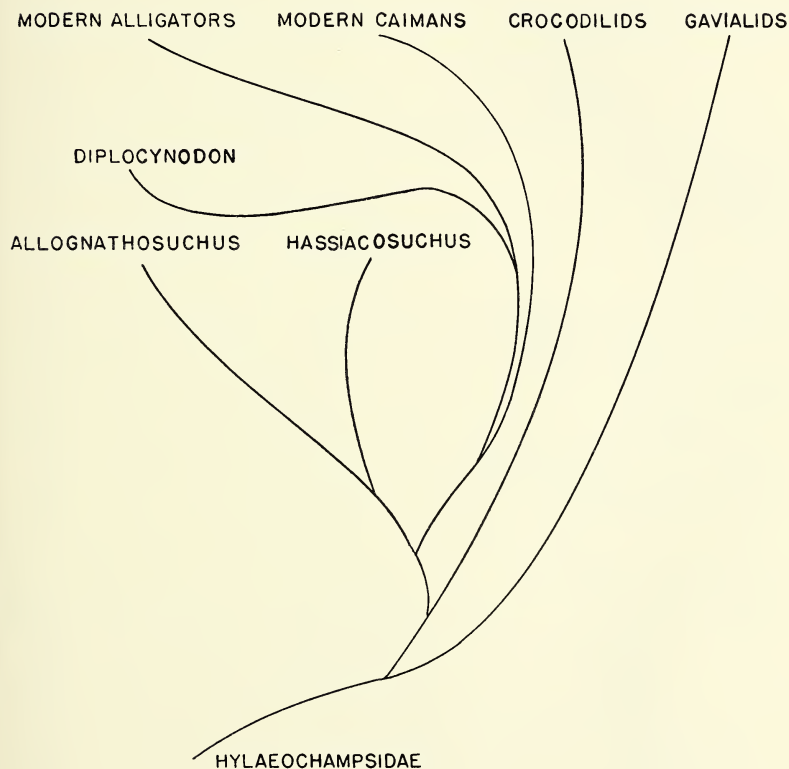 MODERN ALLIGATORS MODERN CAIMANS CROCODILIDS GAVIALIDS
DIPLOCYNODON
ALLOGNATHOSUCHUS HASSIACOSUCHUS
HYLAEOCHAMPSIDAE